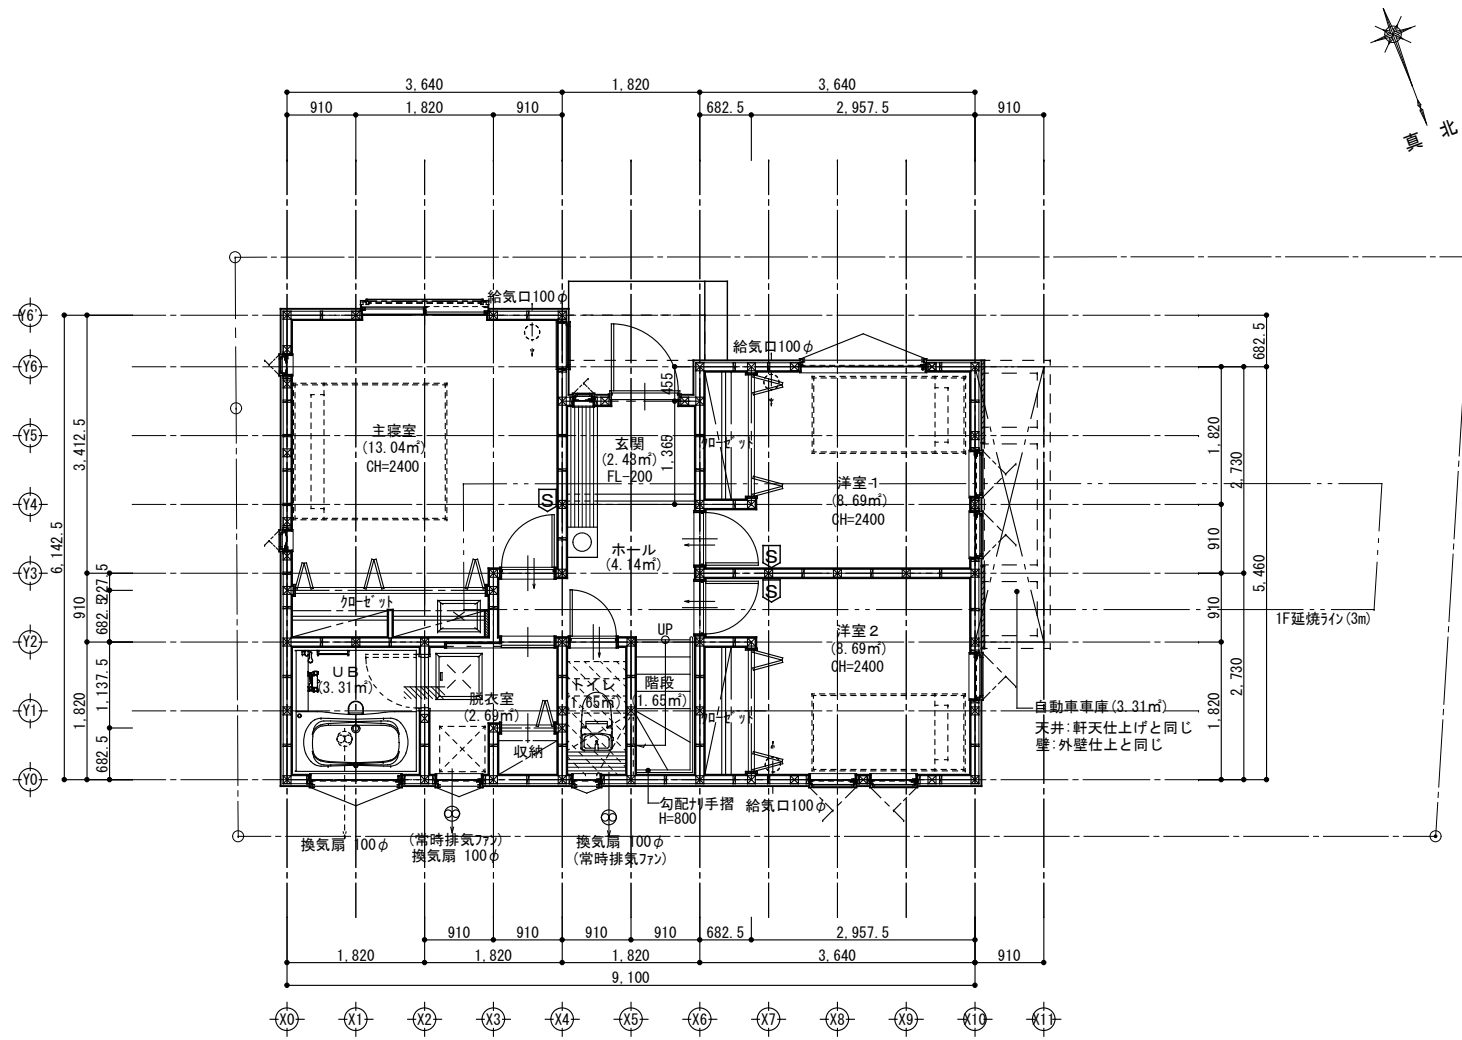 真 北
3,640
1,820
3,640
910
1,820
910
682.5
2,957.5
910
給気口100φ
給気口100φ
Y6'
Y6
Y5
Y4
Y3
Y2
Y1
Y0
6,142.5
3,412.5
910
1,820
227.5
682.5
1,137.5
682.5
主寝室
(13.04㎡)
CH=2400
玄関
(2.48㎡)
FL-200
455
1,365
クローゼット
洋室1
(8.69㎡)
CH=2400
S
S
S
ホール
(4.14㎡)
クローゼット
UP
洋室2
(8.69㎡)
CH=2400
UB
(3.31㎡)
脱衣室
(2.69㎡)
収納
トイレ
(1.65㎡)
階段
(1.65㎡)
クローゼット
682.5
1,820
2,730
910
5,460
910
2,730
1,820
1F延焼ライン(3m)
自動車車庫(3.31㎡)
天井:軒天仕上げと同じ
壁:外壁仕上と同じ
勾配ナリ手摺
H=800
給気口100φ
換気扇 100φ
(常時排気ファン)
換気扇 100φ
換気扇 100φ
(常時排気ファン)
910
910
910
910
682.5
2,957.5
1,820
1,820
1,820
3,640
910
9,100
X0
X1
X2
X3
X4
X5
X6
X7
X8
X9
X10
X11